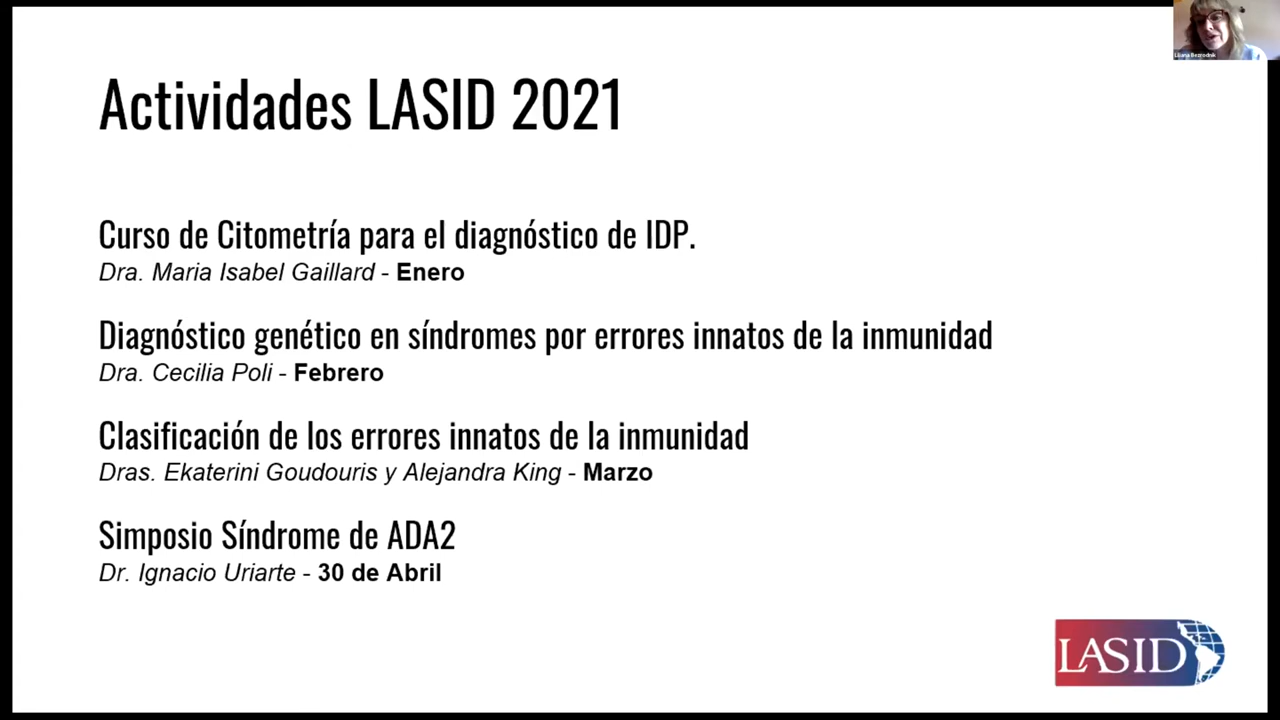 Liliana Bezrodnik
Actividades LASID 2021
Curso de Citometría para el diagnóstico de IDP.
Dra. Maria Isabel Gaillard - Enero
Diagnóstico genético en síndromes por errores innatos de la inmunidad
Dra. Cecilia Poli - Febrero
Clasificación de los errores innatos de la inmunidad
Dras. Ekaterini Goudouris y Alejandra King - Marzo
Simposio Síndrome de ADA2
Dr. Ignacio Uriarte - 30 de Abril
LASID